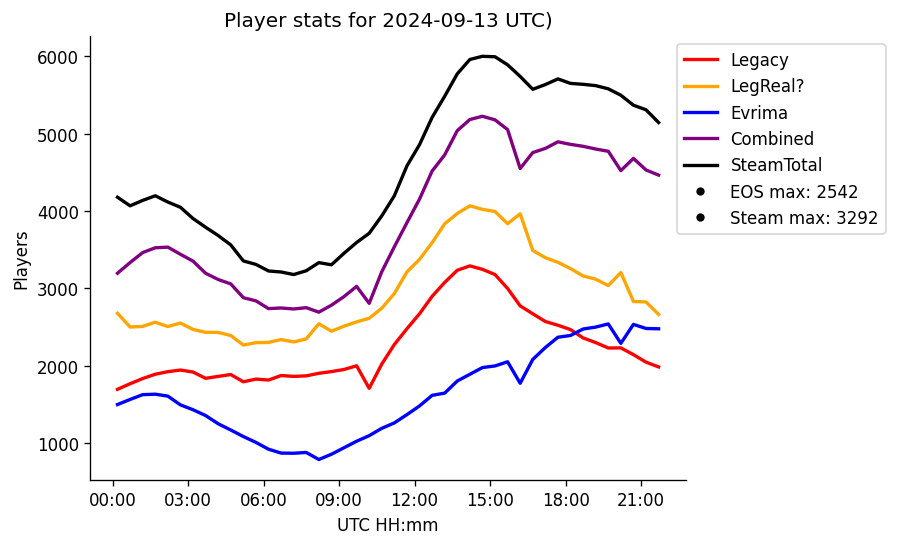 Player stats for 2024-09-13 UTC)
Legacy
LegReal?
Evrima
Combined
SteamTotal
EOS max: 2542
Steam max: 3292
6000
5000
4000
3000
2000
1000
Players
00:00 03:00 06:00 09:00 12:00 15:00 18:00 21:00
UTC HH:mm